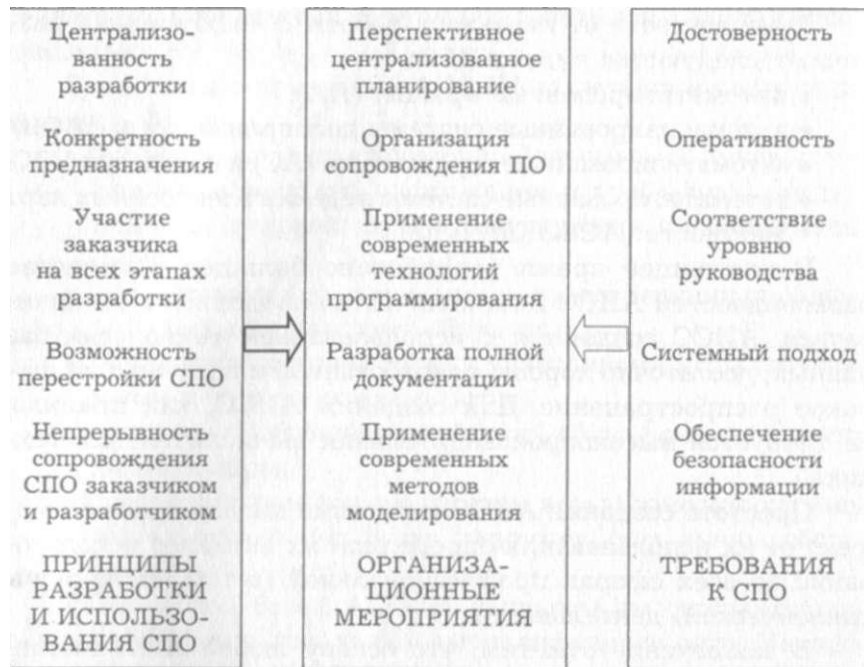 Централизо-
ванность
разработки
Конкретность
предназначения
Участие
заказчика
на всех этапах
разработки
Возможность
перестройки СПО
Непрерывность
сопровождения
СПО заказчиком
и разработчиком
ПРИНЦИПЫ
РАЗРАБОТКИ
И ИСПОЛЬЗО-
ВАНИЯ СПО
Перспективное
централизованное
планирование
Организация
сопровождения ПО
Применение
современных
технологий
программирования
Разработка полной
документации
Применение
современных
методов
моделирования
ОРГАНИЗА-
ЦИОННЫЕ
МЕРОПРИЯТИЯ
Достоверность
Оперативность
Соответствие
уровню
руководства
Системный подход
Обеспечение
безопасности
информации
ТРЕБОВАНИЯ
К СПО